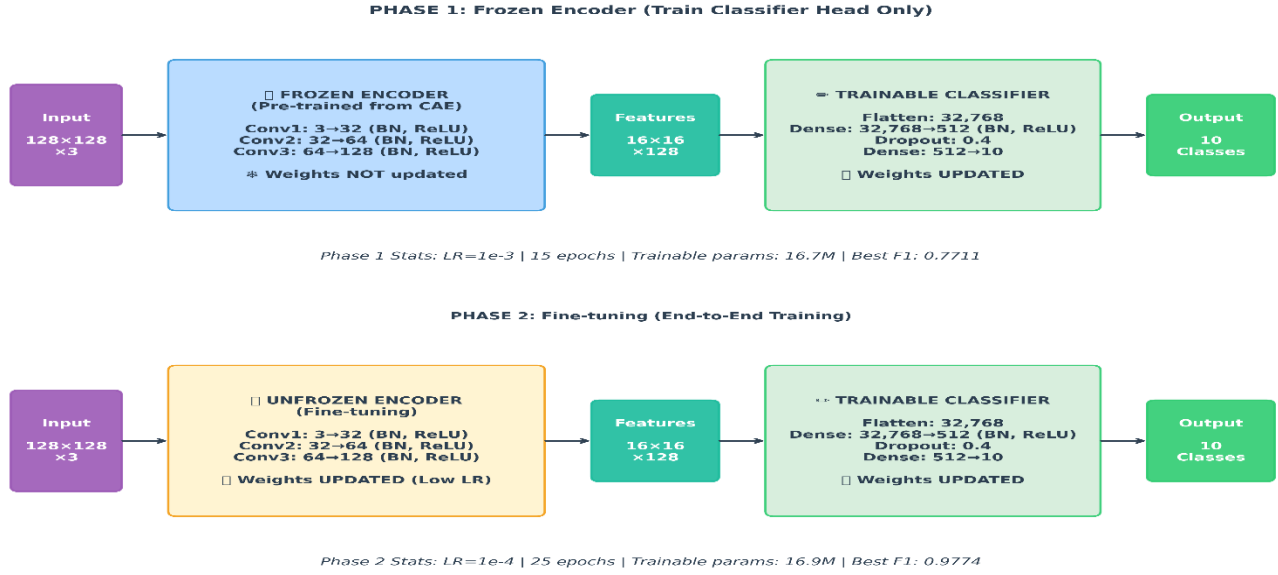 PHASE 1: Frozen Encoder (Train Classifier Head Only)
Input
128×128
×3
FROZEN ENCODER
(Pre-trained from CAE)
Conv1: 3→32 (BN, ReLU)
Conv2: 32→64 (BN, ReLU)
Conv3: 64→128 (BN, ReLU)
❄ Weights NOT updated
Features
16×16
×128
✏ TRAINABLE CLASSIFIER
Flatten: 32,768
Dense: 32,768→512 (BN, ReLU)
Dropout: 0.4
Dense: 512→10
Weights UPDATED
Output
10
Classes
Phase 1 Stats: LR=1e-3 | 15 epochs | Trainable params: 16.7M | Best F1: 0.7711
PHASE 2: Fine-tuning (End-to-End Training)
Input
128×128
×3
UNFROZEN ENCODER
(Fine-tuning)
Conv1: 3→32 (BN, ReLU)
Conv2: 32→64 (BN, ReLU)
Conv3: 64→128 (BN, ReLU)
Weights UPDATED (Low LR)
Features
16×16
×128
TRAINABLE CLASSIFIER
Flatten: 32,768
Dense: 32,768→512 (BN, ReLU)
Dropout: 0.4
Dense: 512→10
Weights UPDATED
Output
10
Classes
Phase 2 Stats: LR=1e-4 | 25 epochs | Trainable params: 16.9M | Best F1: 0.9774